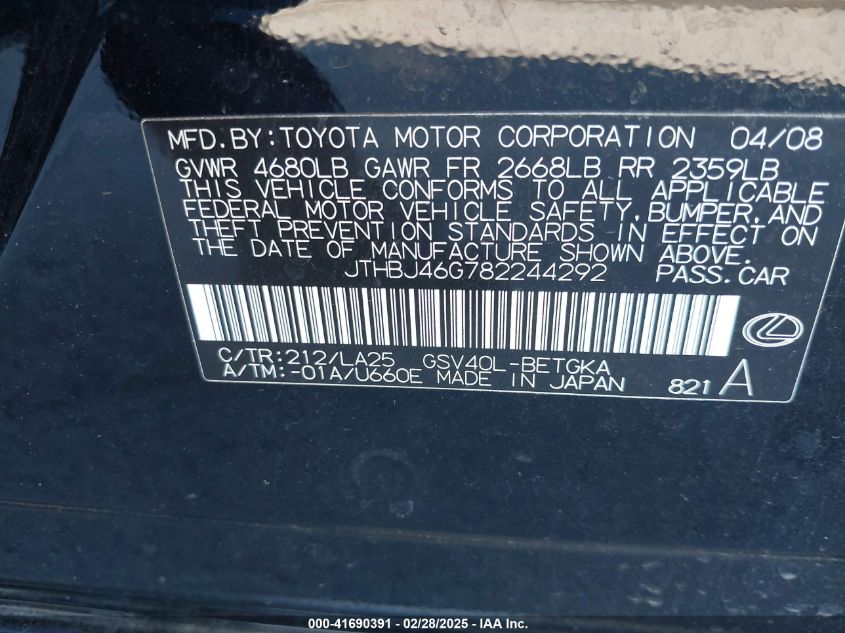 MFD.BY:TOYOTA MOTOR CORPORATION 04/08
GVWR 4680LB GAWR FR 2668LB RR 2359LB
THIS VEHICLE CONFORMS TO ALL APPLICABLE
FEDERAL MOTOR VEHICLE SAFETY,BUMPER,AND
THEFT PREVENTION STANDARDS IN EFFECT ON
THE DATE OF MANUFACTURE SHOWN ABOVE.
JTHBJ46G782244292 PASS.CAR
C/TR:212/LA25 GSV40L-BETGKA
A/TM:-01A/U660E MADE IN JAPAN 821A
000-41690391 - 02/28/2025 - IAA Inc.